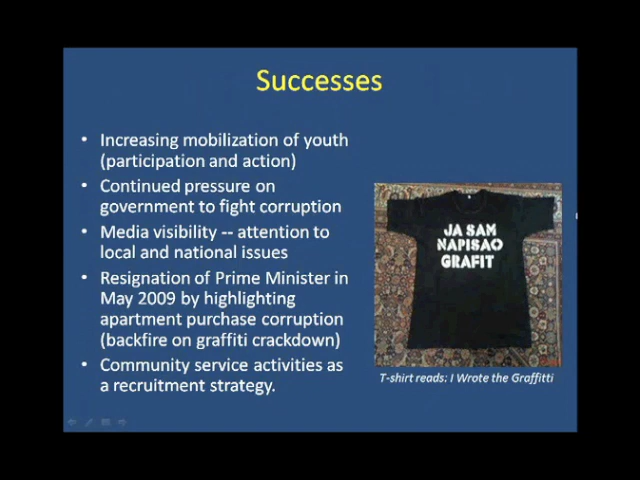 Successes
• Increasing mobilization of youth
(participation and action)
• Continued pressure on
government to fight corruption
• Media visibility -- attention to
local and national issues
• Resignation of Prime Minister in
May 2009 by highlighting
apartment purchase corruption
(backfire on graffiti crackdown)
• Community service activities as
a recruitment strategy.
JA SAM
NAPISAO
GRAFIT
T-shirt reads: I Wrote the Graffitti